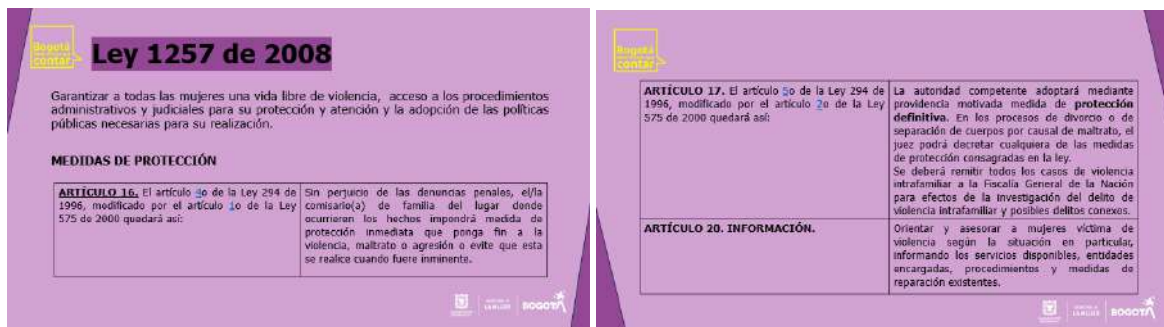 Bogotá
contar
Ley 1257 de 2008
Garantizar a todas las mujeres una vida libre de violencia, acceso a los procedimientos
administrativos y judiciales para su protección y atención y la adopción de las políticas
públicas necesarias para su realización.
MEDIDAS DE PROTECCIÓN
ARTÍCULO 16. El artículo 4o de la Ley 294 de
1996, modificado por el artículo 1o de la Ley
575 de 2000 quedará así:
Sin perjuicio de las denuncias penales, el/la
comisario(a) de familia del lugar donde
ocurrieron los hechos impondrá medida de
protección inmediata que ponga fin a la
violencia, maltrato o agresión o evite que esta
se realice cuando fuere inminente.
BOGOTÁ
Bogotá
contar
ARTÍCULO 17. El artículo 5o de la Ley 294 de
1996, modificado por el artículo 2o de la Ley
575 de 2000 quedará así:
La autoridad competente adoptará mediante
providencia motivada medida de protección
definitiva. En los procesos de divorcio o de
separación de cuerpos por causal de maltrato, el
juez podrá decretar cualquiera de las medidas
de protección consagradas en la ley.
Se deberá remitir todos los casos de violencia
intrafamiliar a la Fiscalía General de la Nación
para efectos de la investigación del delito de
violencia intrafamiliar y posibles delitos conexos.
ARTÍCULO 20. INFORMACIÓN.
Orientar y asesorar a mujeres víctima de
violencia según la situación en particular,
informando los servicios disponibles, entidades
encargadas, procedimientos y medidas de
reparación existentes.
BOGOTÁ